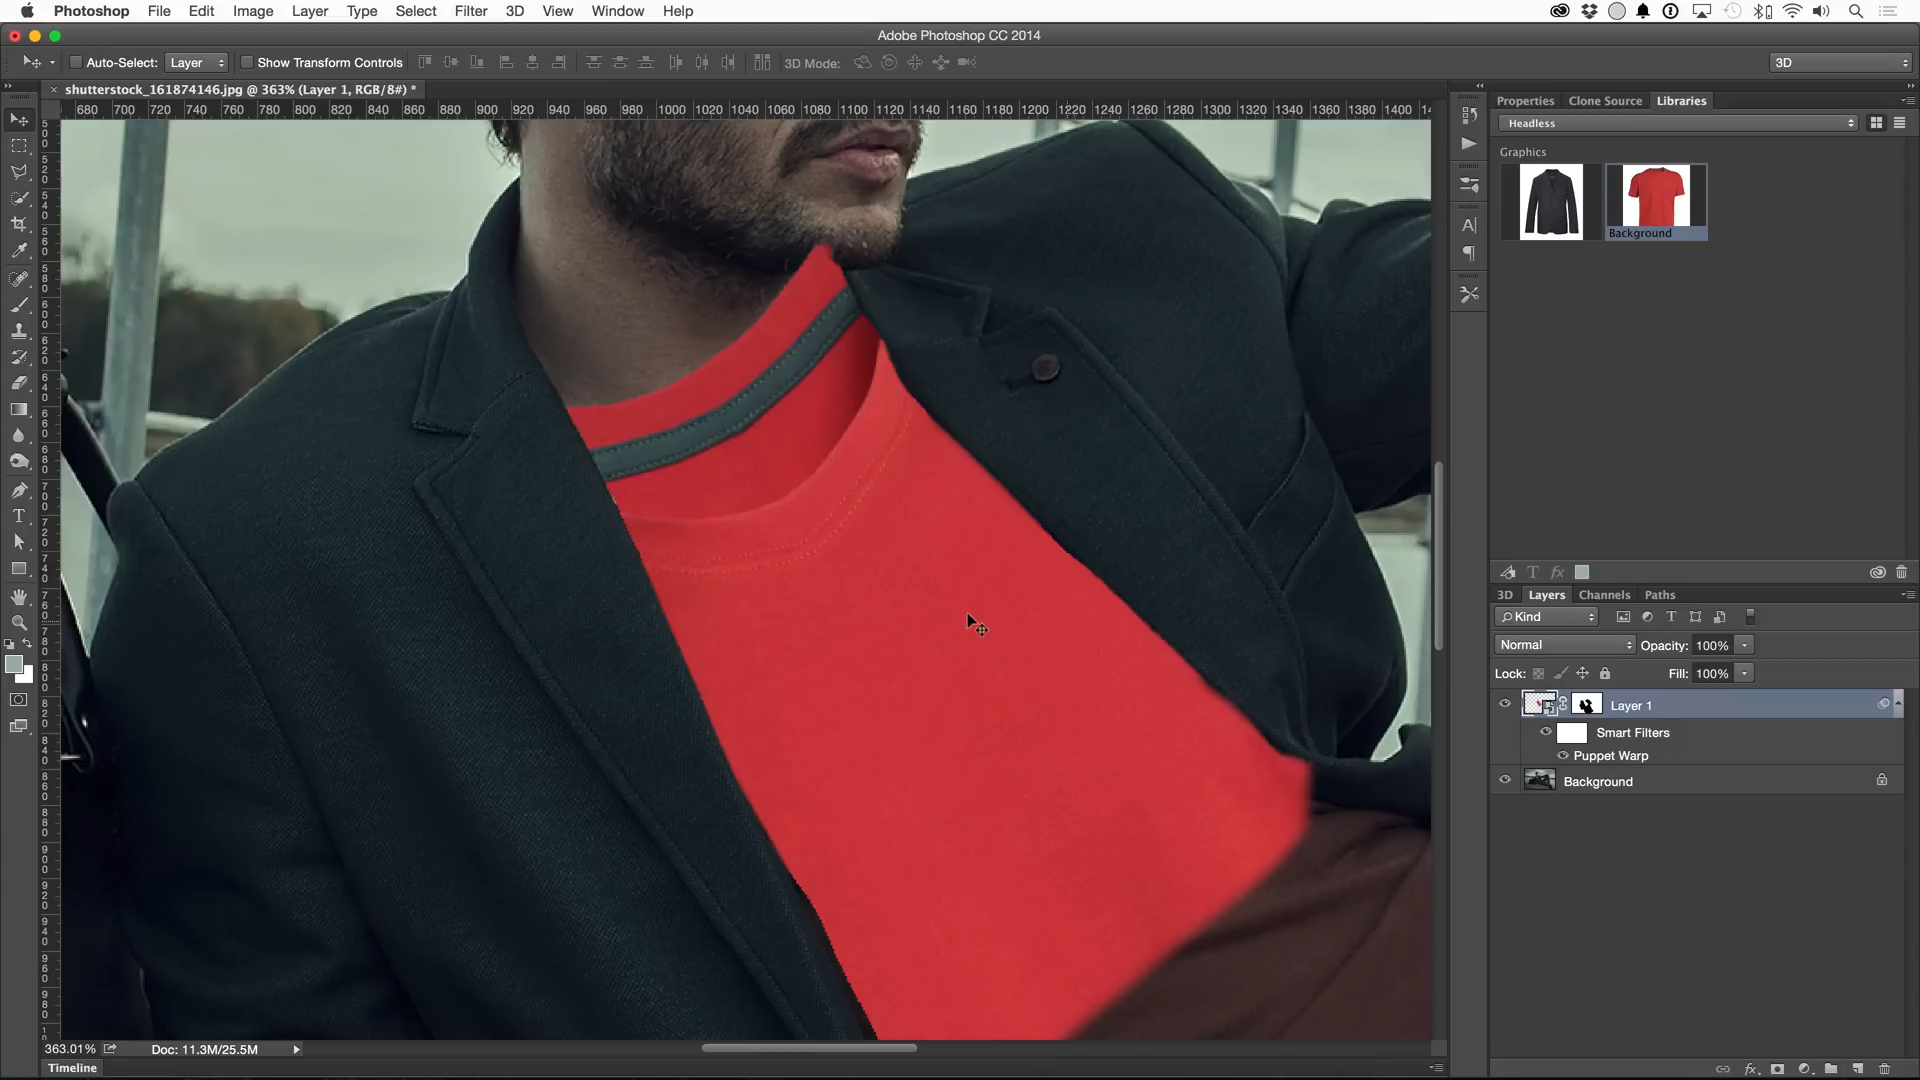 Photoshop File Edit Image Layer Type Select Filter 3D View Window Help
Adobe Photoshop CC 2014
Auto-Select: Layer Show Transform Controls 3D Mode: 3D
× shutterstock_161874146.jpg @ 363% (Layer 1, RGB/8#) *
680 700 720 740 760 780 800 820 840 860 880 900 920 940 960 980 1000 1020 1040 1060 1080 1100 1120 1140 1160 1180 1200 1220 1240 1260 1280 1300 1320 1340 1360 1380 1400
Properties Clone Source Libraries
Headless
Graphics
Background
3D Layers Channels Paths
Kind
Normal Opacity: 100%
Lock: Fill: 100%
Layer 1
Smart Filters
Puppet Warp
Background
363.01% Doc: 11.3M/25.5M
Timeline